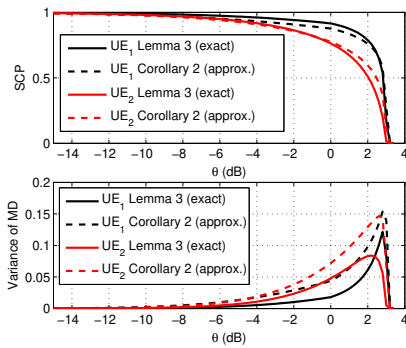 1
0.5
0
SCP
UE1 Lemma 3 (exact)
UE1 Corollary 2 (approx.)
UE2 Lemma 3 (exact)
UE2 Corollary 2 (approx.)
−14 −12 −10 −8 −6 −4 −2 0 2 4
θ (dB)
0.2
0.15
0.1
0.05
0
Variance of MD
UE1 Lemma 3 (exact)
UE1 Corollary 2 (approx.)
UE2 Lemma 3 (exact)
UE2 Corollary 2 (approx.)
−14 −12 −10 −8 −6 −4 −2 0 2 4
θ (dB)